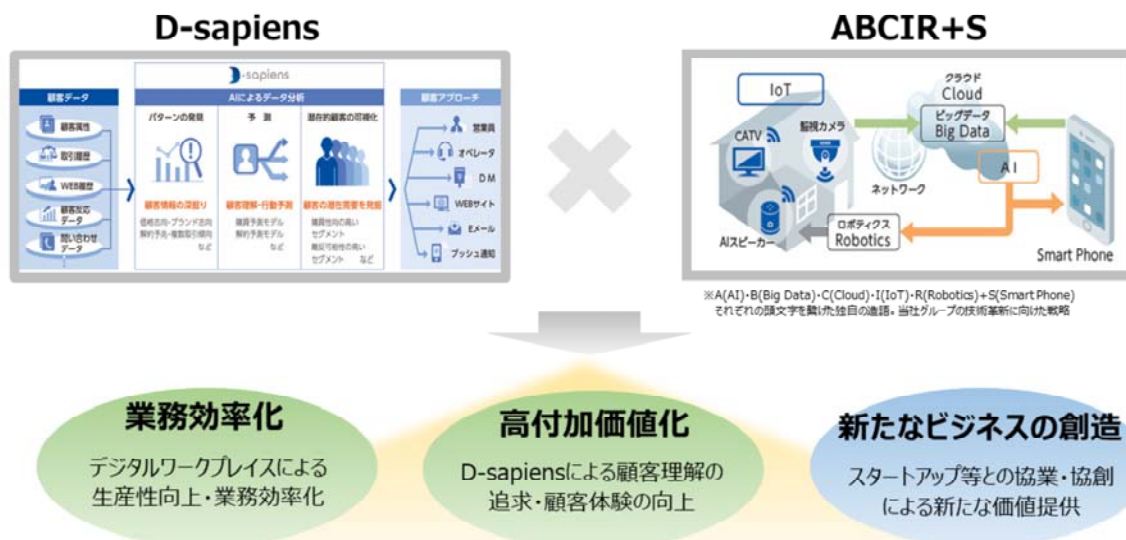 D-sapiens
D-sapiens
顧客データ
顧客属性
取引履歴
WEB履歴
顧客反応
データ
問い合わせ
データ
AIによるデータ分析
パターンの発見
顧客情報の深掘り
価格志向・ブランド志向
解約予兆・複数取引傾向
など
予 測
顧客理解・行動予測
購買予測モデル
解約予測モデル
など
潜在的顧客の可視化
顧客の潜在需要を発掘
購買性向の高い
セグメント
離反可能性の高い
セグメント など
顧客アプローチ
営業員
オペレータ
DM
WEBサイト
Eメール
プッシュ通知
ABCIR+S
IoT
CATV
監視カメラ
AIスピーカー
クラウド
Cloud
ビッグデータ
Big Data
AI
ネットワーク
ロボティクス
Robotics
Smart Phone
※A(AI)・B(Big Data)・C(Cloud)・I(IoT)・R(Robotics)+S(Smart Phone)
それぞれの頭文字を繋げた独自の造語。当社グループの技術革新に向けた戦略
業務効率化
デジタルワークプレイスによる
生産性向上・業務効率化
高付加価値化
D-sapiensによる顧客理解の
追求・顧客体験の向上
新たなビジネスの創造
スタートアップ等との協業・協創
による新たな価値提供